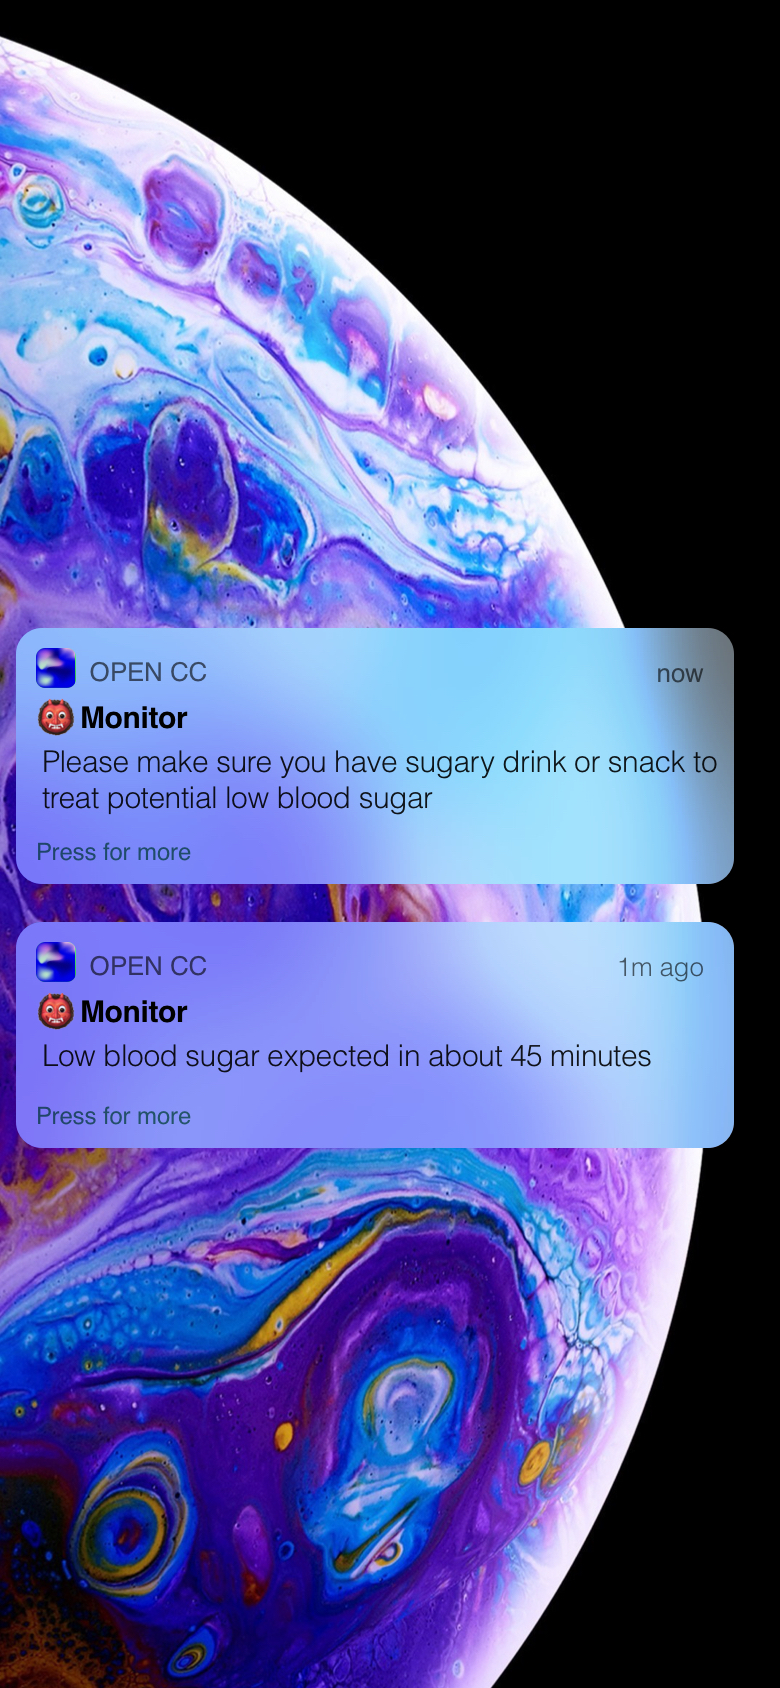 OPEN CC
now
👹 Monitor
Please make sure you have sugary drink or snack to
treat potential low blood sugar
Press for more
OPEN CC
1m ago
👹 Monitor
Low blood sugar expected in about 45 minutes
Press for more